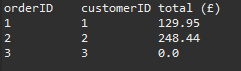 orderID customerID total (£)
1 1 129.95
2 2 248.44
3 3 0.0